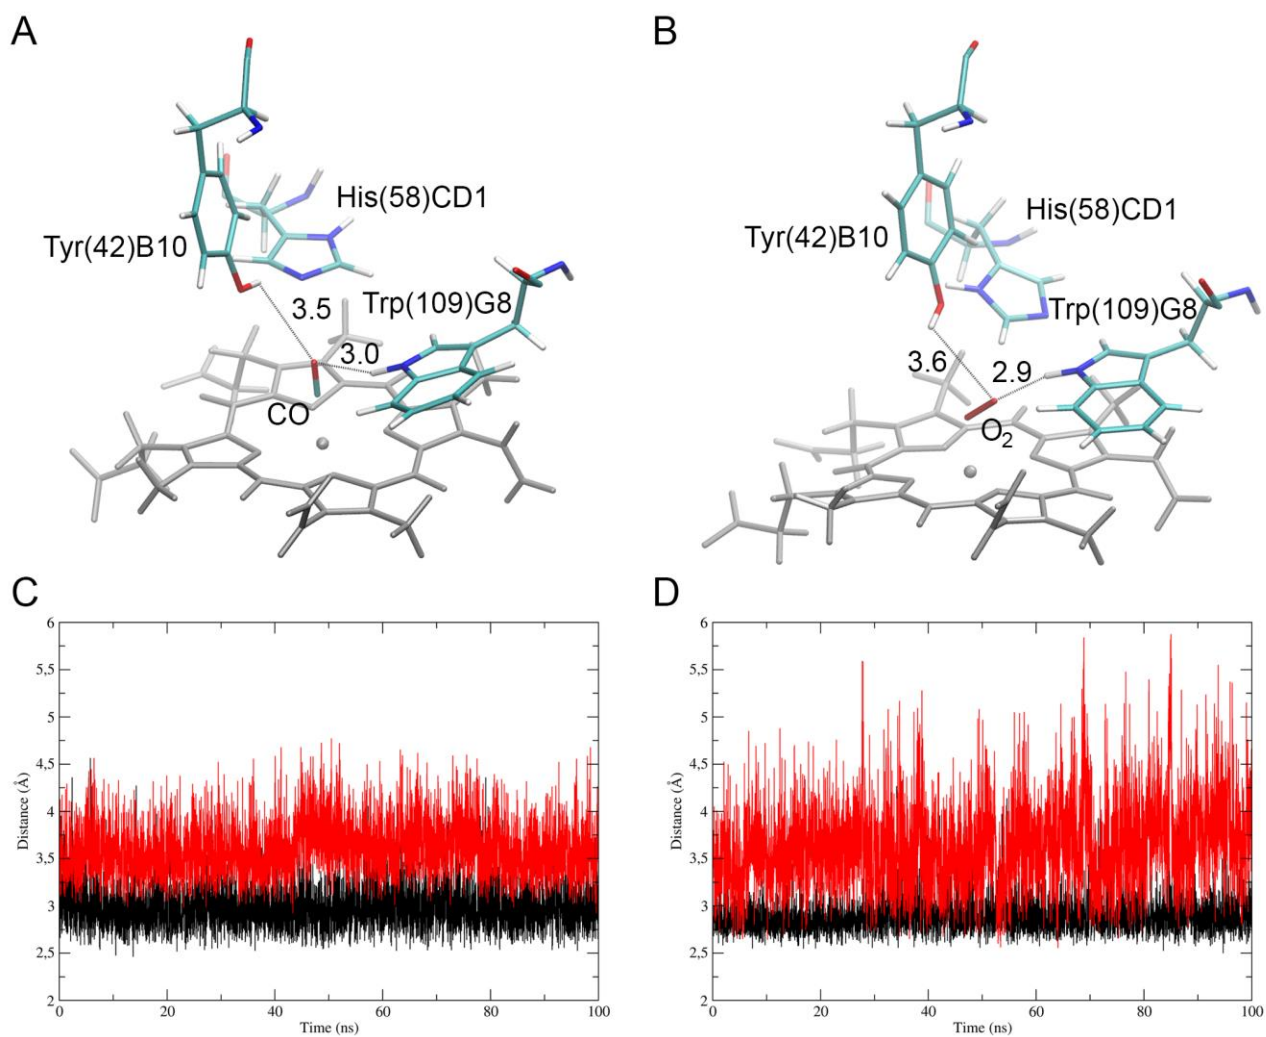 A
His(58)CD1
Tyr(42)B10
Trp(109)G8
3.5
3.0
CO
B
His(58)CD1
Tyr(42)B10
Trp(109)G8
3.6
2.9
O₂
C
6
5,5
5
4,5
4
3,5
3
2,5
2
Distance (Å)
0
20
40
60
80
100
Time (ns)
D
6
5,5
5
4,5
4
3,5
3
2,5
2
Distance (Å)
0
20
40
60
80
100
Time (ns)